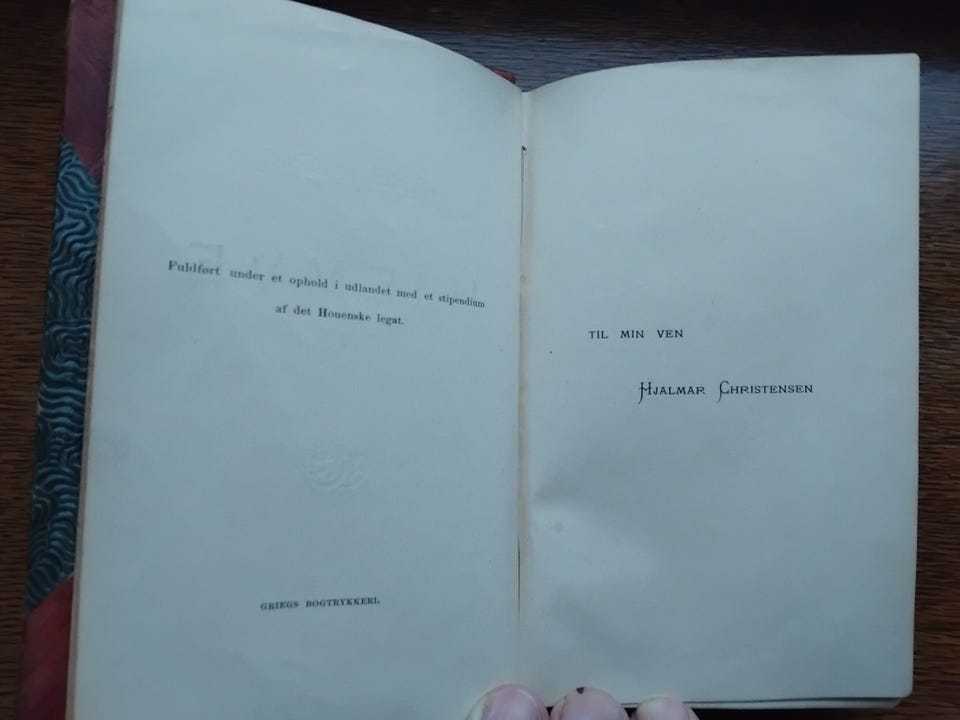 Fuldført under et ophold i udlandet med et stipendium
af det Houenske legat.
GRIEGS BOGTRYKKERI.
TIL MIN VEN
HJALMAR CHRISTENSEN